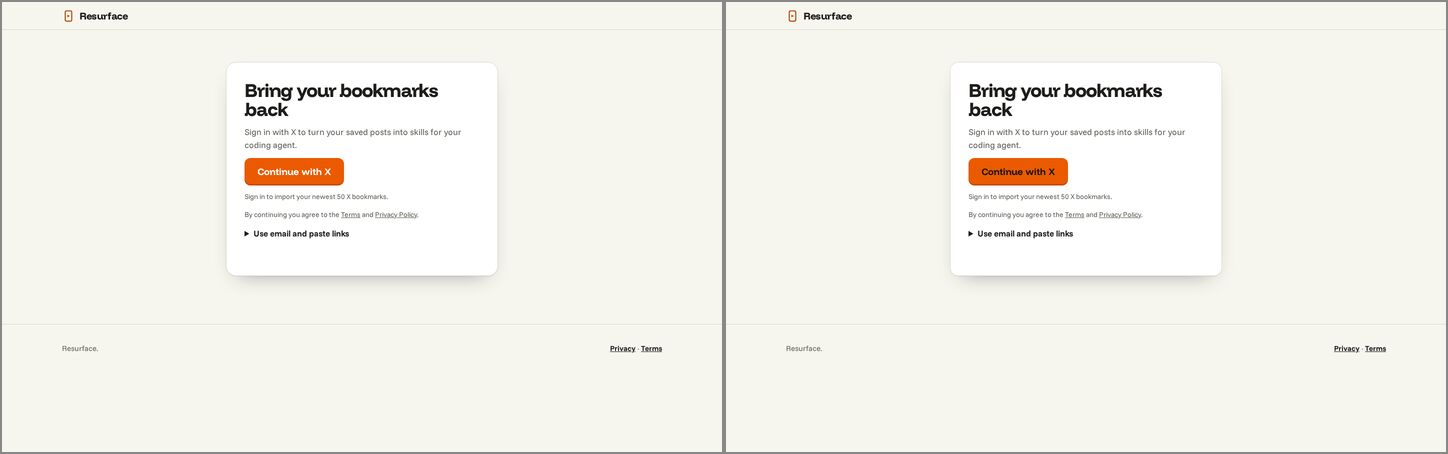 Resurface
Bring your bookmarks
back
Sign in with X to turn your saved posts into skills for your
coding agent.
Continue with X
Sign in to import your newest 50 X bookmarks.
By continuing you agree to the Terms and Privacy Policy.
Use email and paste links
Resurface.
Privacy · Terms
Resurface
Bring your bookmarks
back
Sign in with X to turn your saved posts into skills for your
coding agent.
Continue with X
Sign in to import your newest 50 X bookmarks.
By continuing you agree to the Terms and Privacy Policy.
Use email and paste links
Resurface.
Privacy · Terms